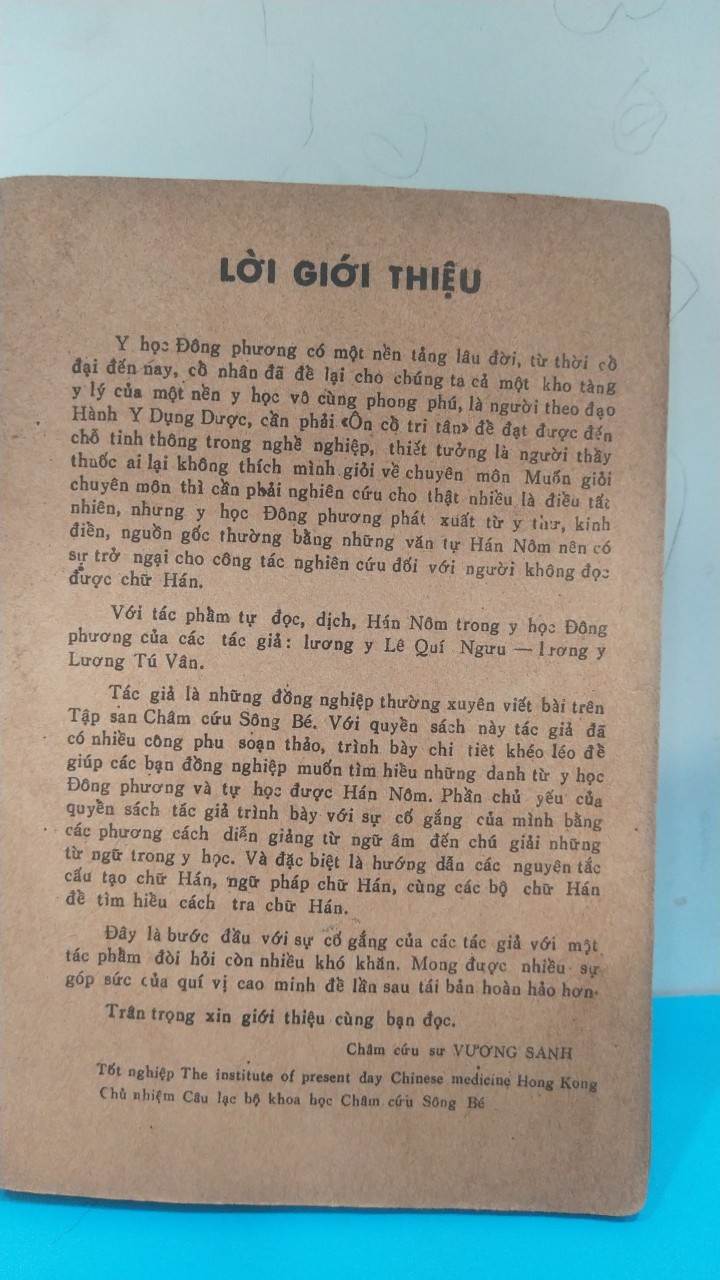 LỜI GIỚI THIỆU
Y học Đông phương có một nền tảng lâu đời, từ thời cổ
đại đến nay, cổ nhân đã để lại cho chúng ta cả một kho tàng
y lý của một nền y học vô cùng phong phú, là người theo đạo
Hành Y Dụng Dược, cần phải «Ôn cố tri tân» để đạt được đến
chỗ tinh thông trong nghề nghiệp, thiết tưởng là người thầy
thuốc ai lại không thích mình giỏi về chuyên môn Muốn giỏi
chuyên môn thì cần phải nghiên cứu cho thật nhiều là điều tất
nhiên, nhưng y học Đông phương phát xuất từ y thư, kinh
điển, nguồn gốc thường bằng những văn tự Hán Nôm nên có
sự trở ngại cho công tác nghiên cứu đối với người không đọc
được chữ Hán.
Với tác phẩm tự đọc, dịch, Hán Nôm trong y học Đông
phương của các tác giả: lương y Lê Quí Ngưu — lương y
Lương Tú Vân.
Tác giả là những đồng nghiệp thường xuyên viết bài trên
Tập san Châm cứu Sông Bé. Với quyển sách này tác giả đã
có nhiều công phu soạn thảo, trình bày chi tiết khéo léo để
giúp các bạn đồng nghiệp muốn tìm hiểu những danh từ y học
Đông phương và tự học được Hán Nôm. Phần chủ yếu của
quyển sách tác giả trình bày với sự cố gắng của mình bằng
các phương cách diễn giảng từ ngữ âm đến chú giải những
từ ngữ trong y học. Và đặc biệt là hướng dẫn các nguyên tắc
cấu tạo chữ Hán, ngữ pháp chữ Hán, cùng các bộ chữ Hán
để tìm hiểu cách tra chữ Hán.
Đây là bước đầu với sự cố gắng của các tác giả với một
tác phẩm đòi hỏi còn nhiều khó khăn. Mong được nhiều sự
góp sức của quí vị cao minh để lần sau tái bản hoàn hảo hơn.
Trân trọng xin giới thiệu cùng bạn đọc.
Châm cứu sư VƯƠNG SANH
Tốt nghiệp The institute of present day Chinese medicine Hong Kong
Chủ nhiệm Câu lạc bộ khoa học Châm cứu Sông Bé